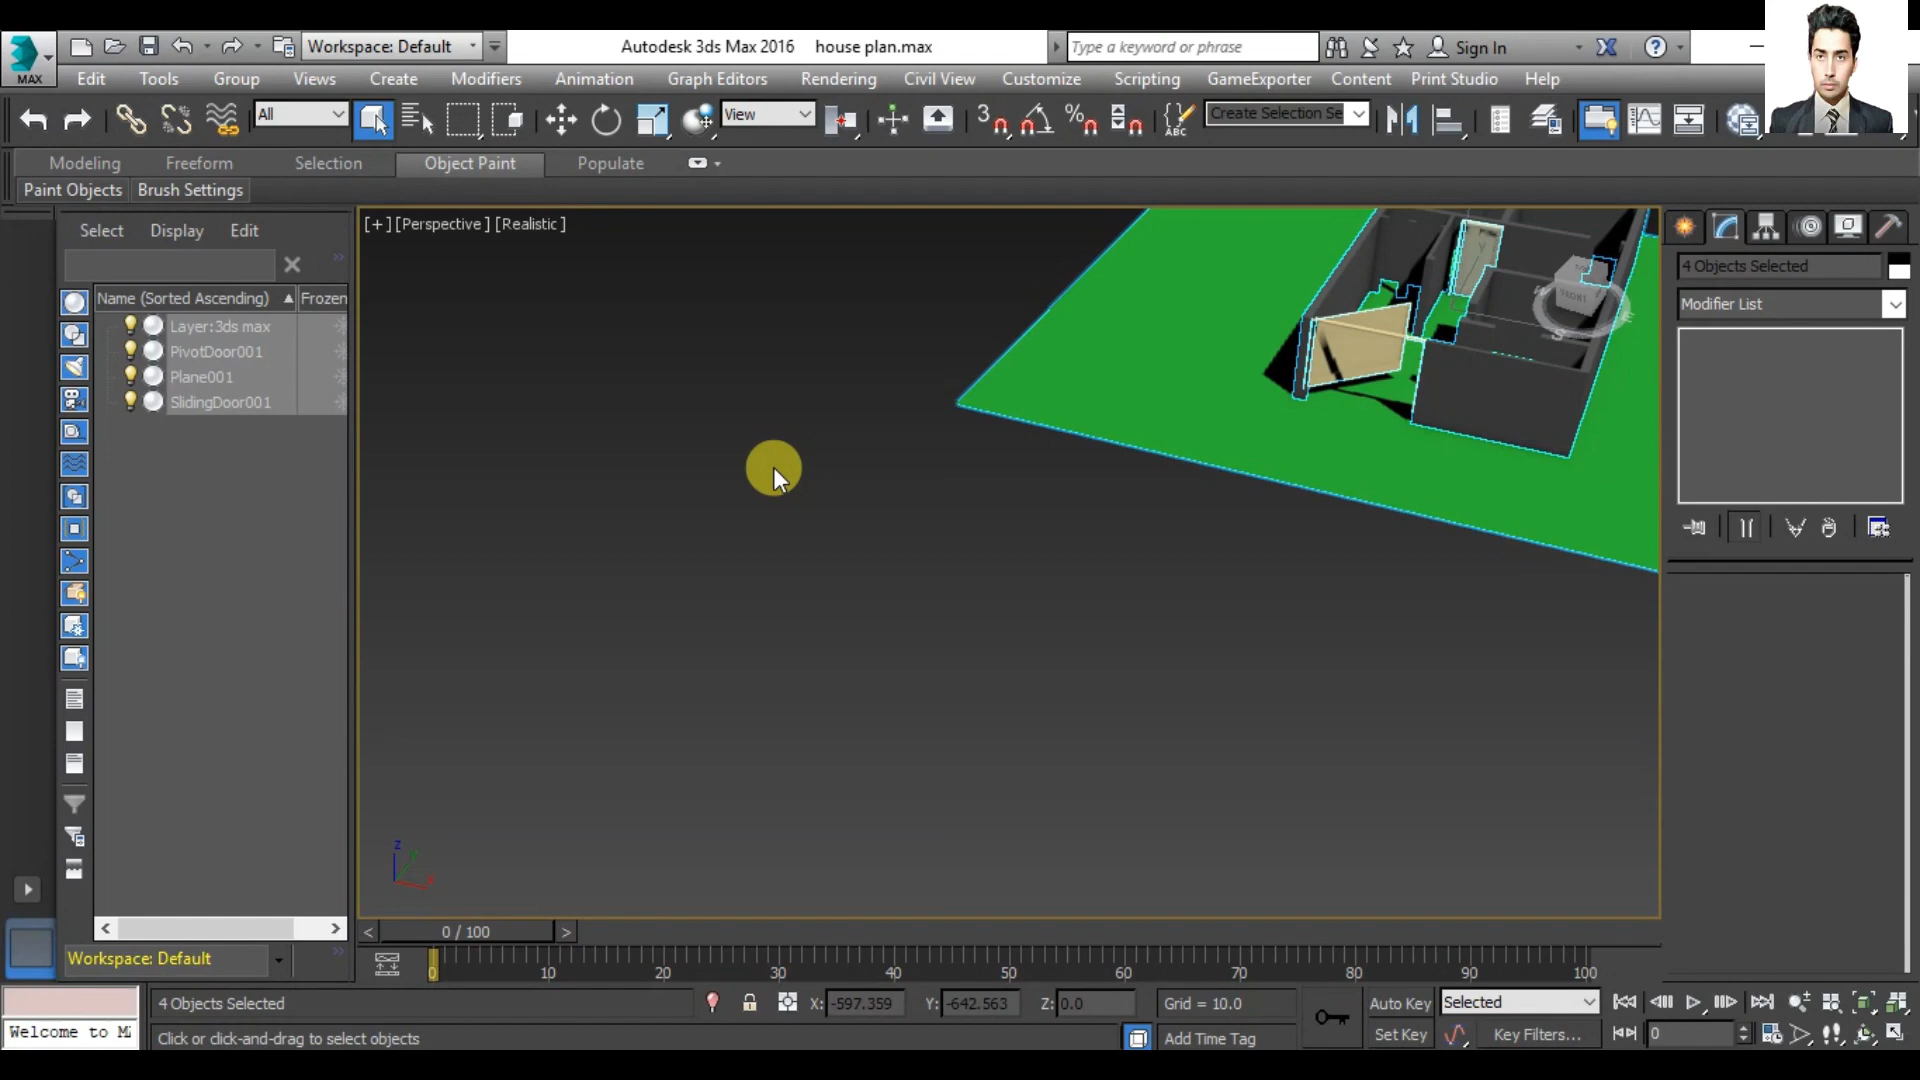 Workspace: Default
Autodesk 3ds Max 2016 house plan.max
Type a keyword or phrase
Sign In
MAX
Edit Tools Group Views Create Modifiers Animation Graph Editors Rendering Civil View Customize Scripting GameExporter Content Print Studio Help
All
View
3
%
ABC
Create Selection Se
Modeling Freeform Selection Object Paint Populate
Paint Objects Brush Settings
Select Display Edit
[+][Perspective][Realistic]
Name (Sorted Ascending) Frozen
Layer:3ds max
PivotDoor001
Plane001
SlidingDoor001
4 Objects Selected
Modifier List
FRONT
W
E
S
z
0 / 100
Workspace: Default
0 10 20 30 40 50 60 70 80 90 100
4 Objects Selected
X: -597.359 Y: -642.563 Z: 0.0
Grid = 10.0
Auto Key
Selected
Welcome to M
Click or click-and-drag to select objects
Add Time Tag
Set Key
Key Filters...
0